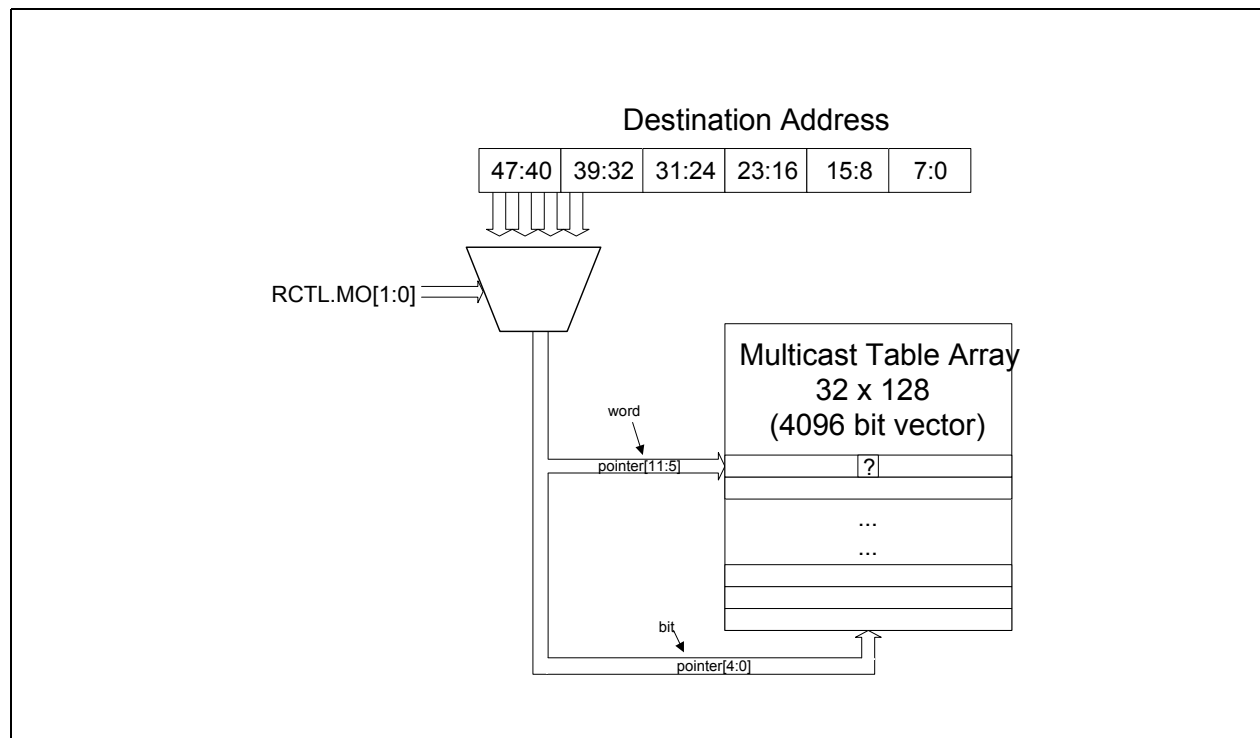 Destination Address
47:40 39:32 31:24 23:16 15:8 7:0
RCTL.MO[1:0]
Multicast Table Array
32 x 128
(4096 bit vector)
word
pointer[11:5]
?
...
...
bit
pointer[4:0]